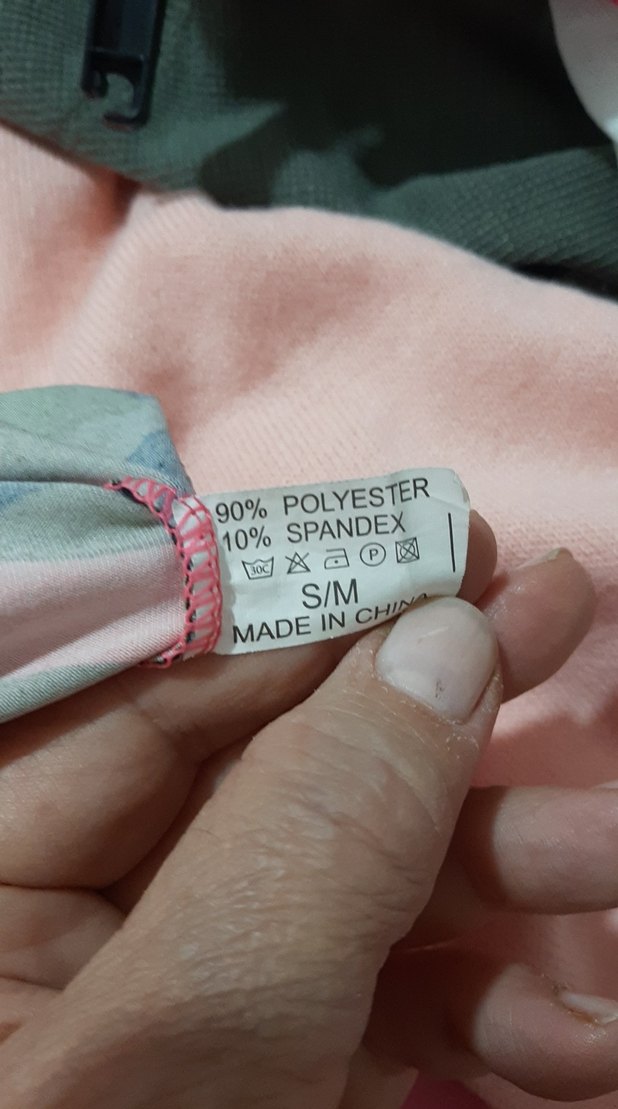 90% POLYESTER
10% SPANDEX
30C P
S/M
MADE IN CHINA